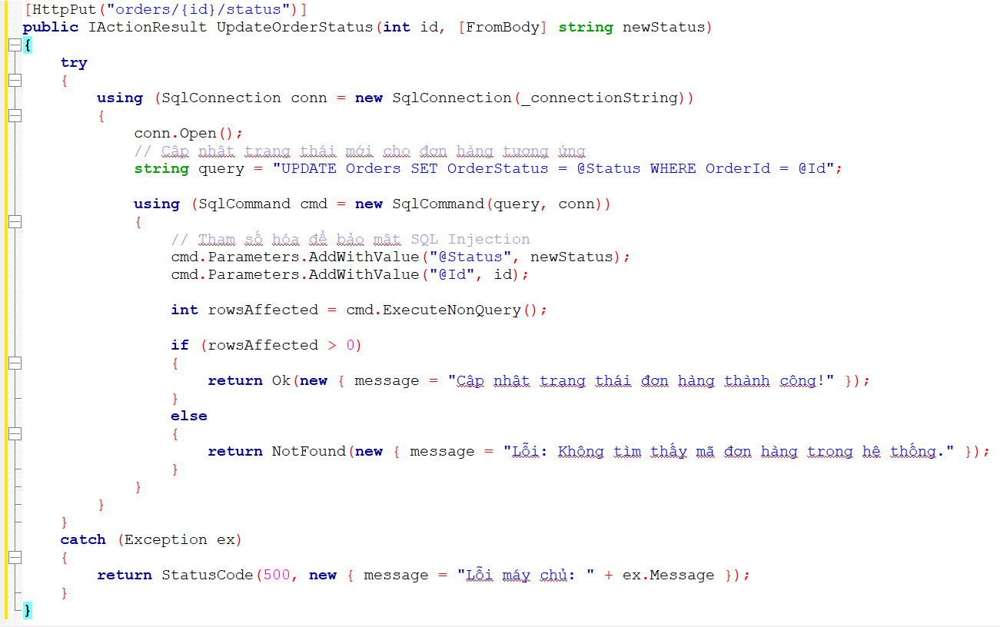 [HttpPut("orders/{id}/status")]
public IActionResult UpdateOrderStatus(int id, [FromBody] string newStatus)
{
    try
    {
        using (SqlConnection conn = new SqlConnection(_connectionString))
        {
            conn.Open();
            // Cập nhật trạng thái mới cho đơn hàng tương ứng
            string query = "UPDATE Orders SET OrderStatus = @Status WHERE OrderId = @Id";

            using (SqlCommand cmd = new SqlCommand(query, conn))
            {
                // Tham số hóa để bảo mật SQL Injection
                cmd.Parameters.AddWithValue("@Status", newStatus);
                cmd.Parameters.AddWithValue("@Id", id);

                int rowsAffected = cmd.ExecuteNonQuery();

                if (rowsAffected > 0)
                {
                    return Ok(new { message = "Cập nhật trạng thái đơn hàng thành công!" });
                }
                else
                {
                    return NotFound(new { message = "Lỗi: Không tìm thấy mã đơn hàng trong hệ thống." });
                }
            }
        }
    }
    catch (Exception ex)
    {
        return StatusCode(500, new { message = "Lỗi máy chủ: " + ex.Message });
    }
}